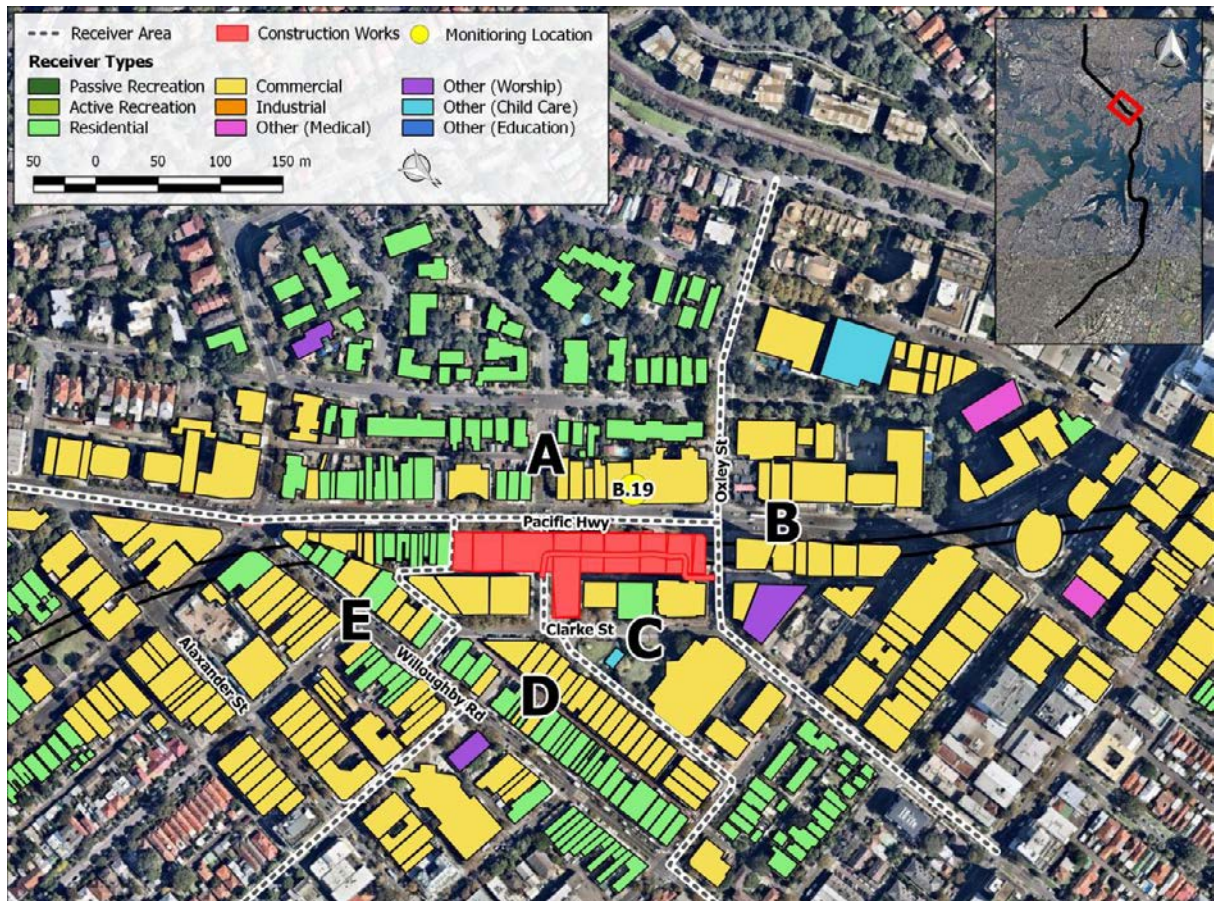 Receiver Area
Construction Works
Monitoring Location
Receiver Types
Passive Recreation
Commercial
Other (Worship)
Active Recreation
Industrial
Other (Child Care)
Residential
Other (Medical)
Other (Education)
50 0 50 100 150 m
A
B.19
Oxley St
Pacific Hwy
B
E
Clarke St
C
Alaxander St
Willoughby Rd
D